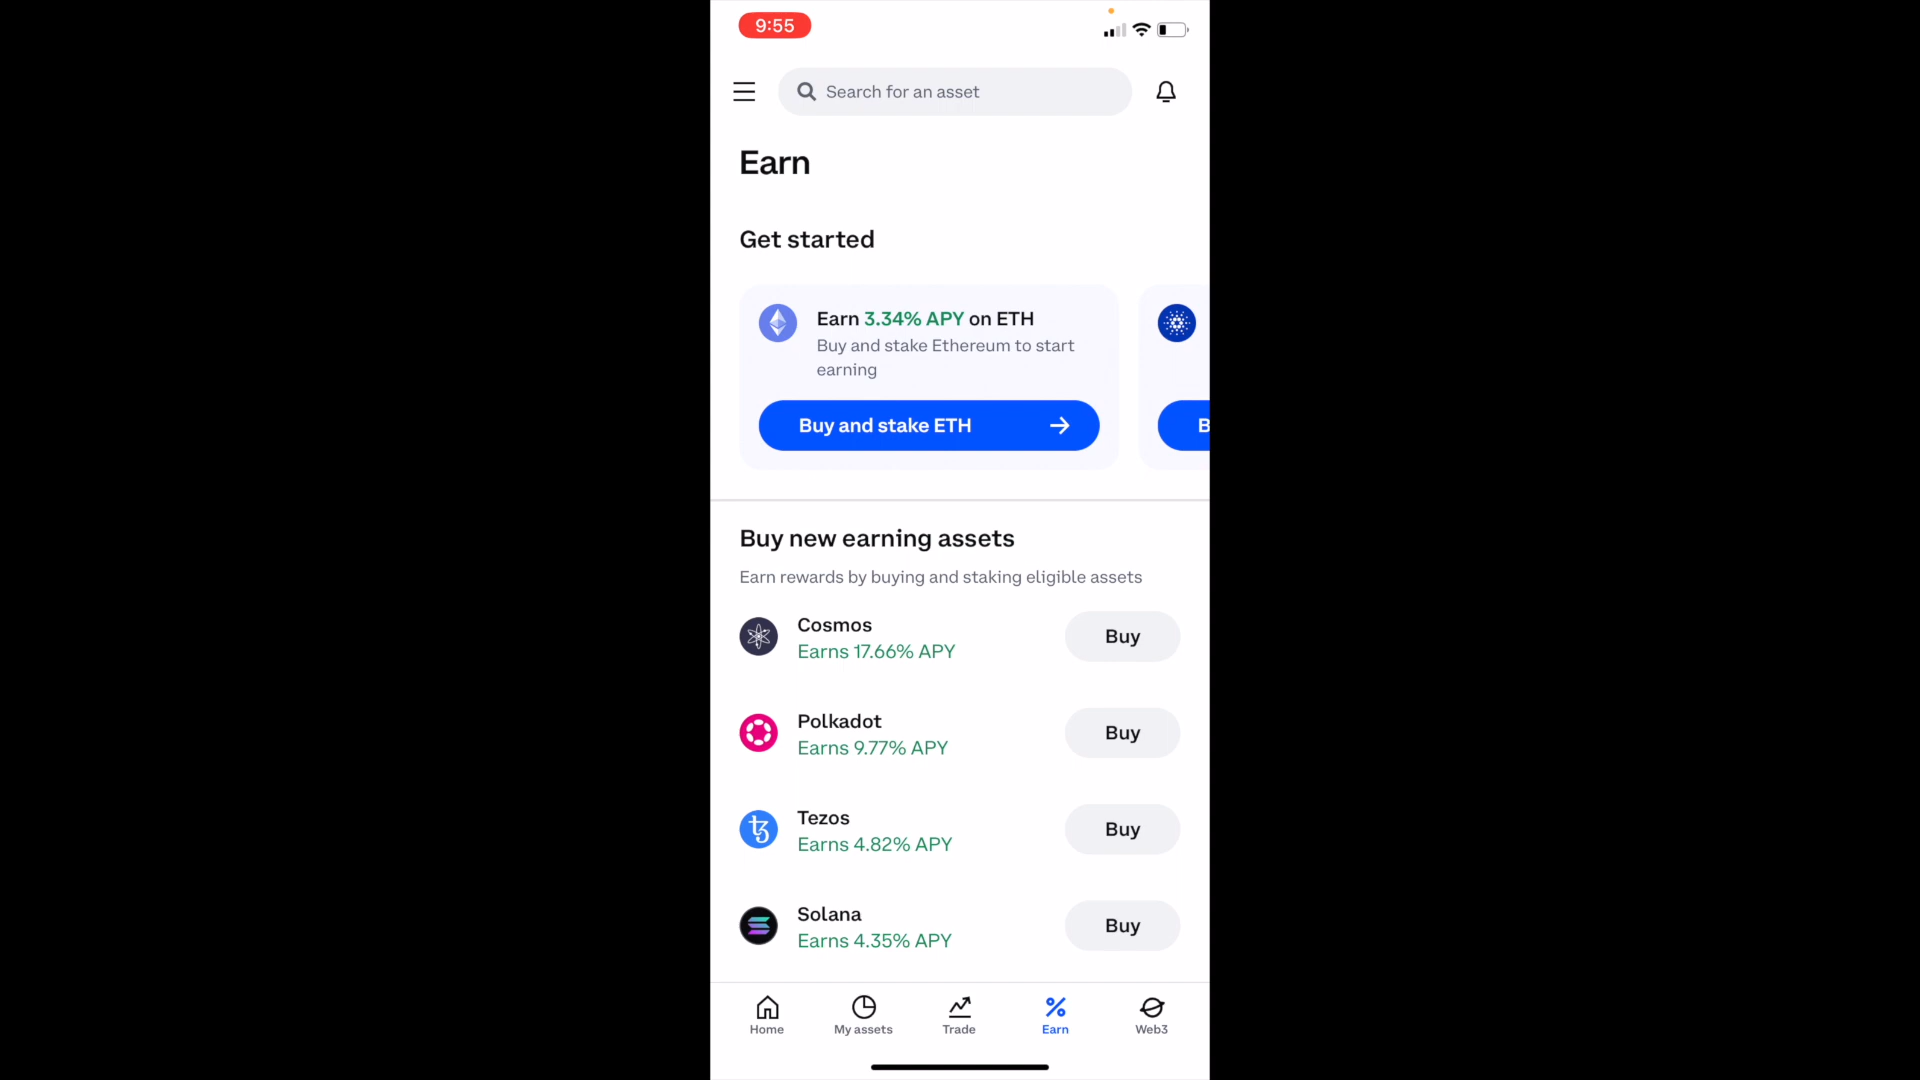 9:55
Search for an asset
Earn
Get started
Earn 3.34% APY on ETH
Buy and stake Ethereum to start
earning
Buy and stake ETH
B
Buy new earning assets
Earn rewards by buying and staking eligible assets
Cosmos
Earns 17.66% APY
Buy
Polkadot
Earns 9.77% APY
Buy
Tezos
Earns 4.82% APY
Buy
Solana
Earns 4.35% APY
Buy
Home
My assets
Trade
Earn
Web3